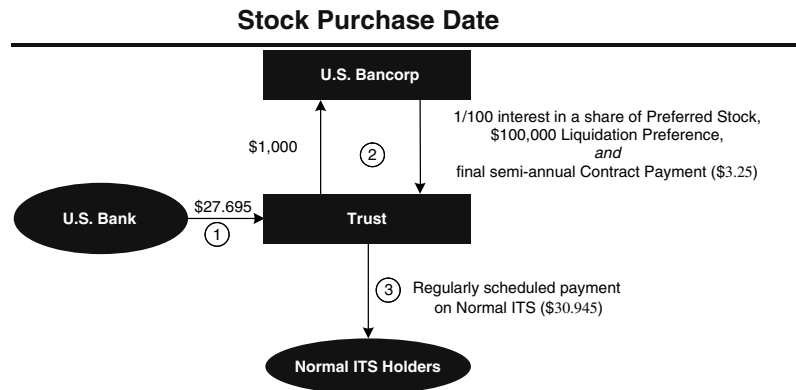 Stock Purchase Date
U.S. Bancorp
1/100 interest in a share of Preferred Stock,
$100,000 Liquidation Preference,
and
final semi-annual Contract Payment ($3.25)
$1,000
2
U.S. Bank
$27.695
1
Trust
3
Regularly scheduled payment
on Normal ITS ($30.945)
Normal ITS Holders